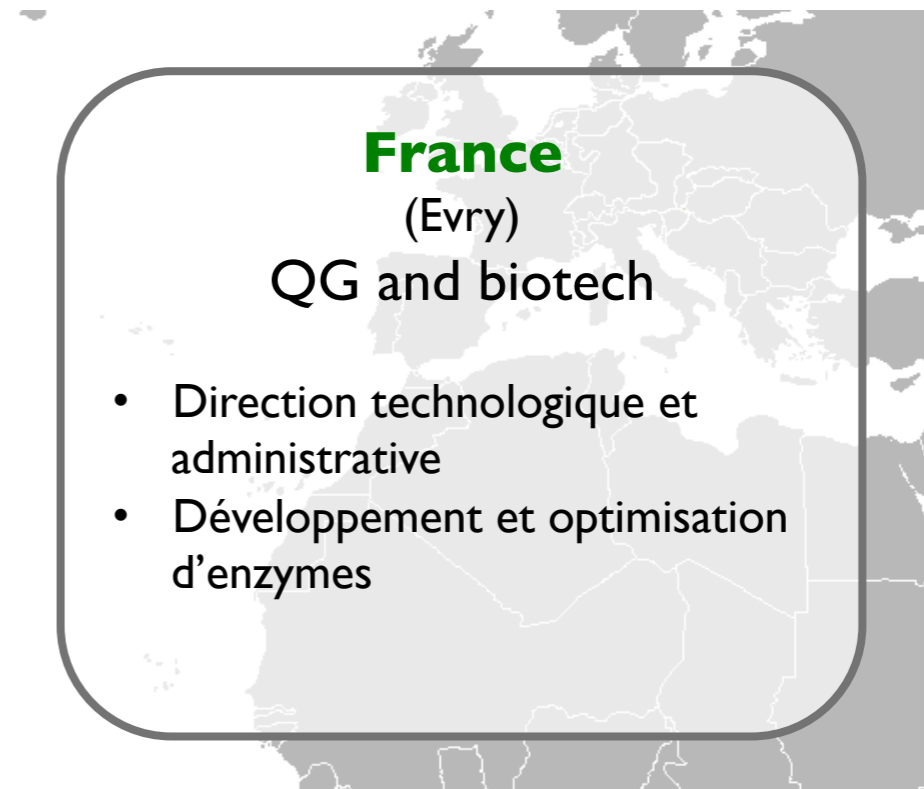 France
(Evry)
QG and biotech
• Direction technologique et
administrative
• Développement et optimisation
d’enzymes